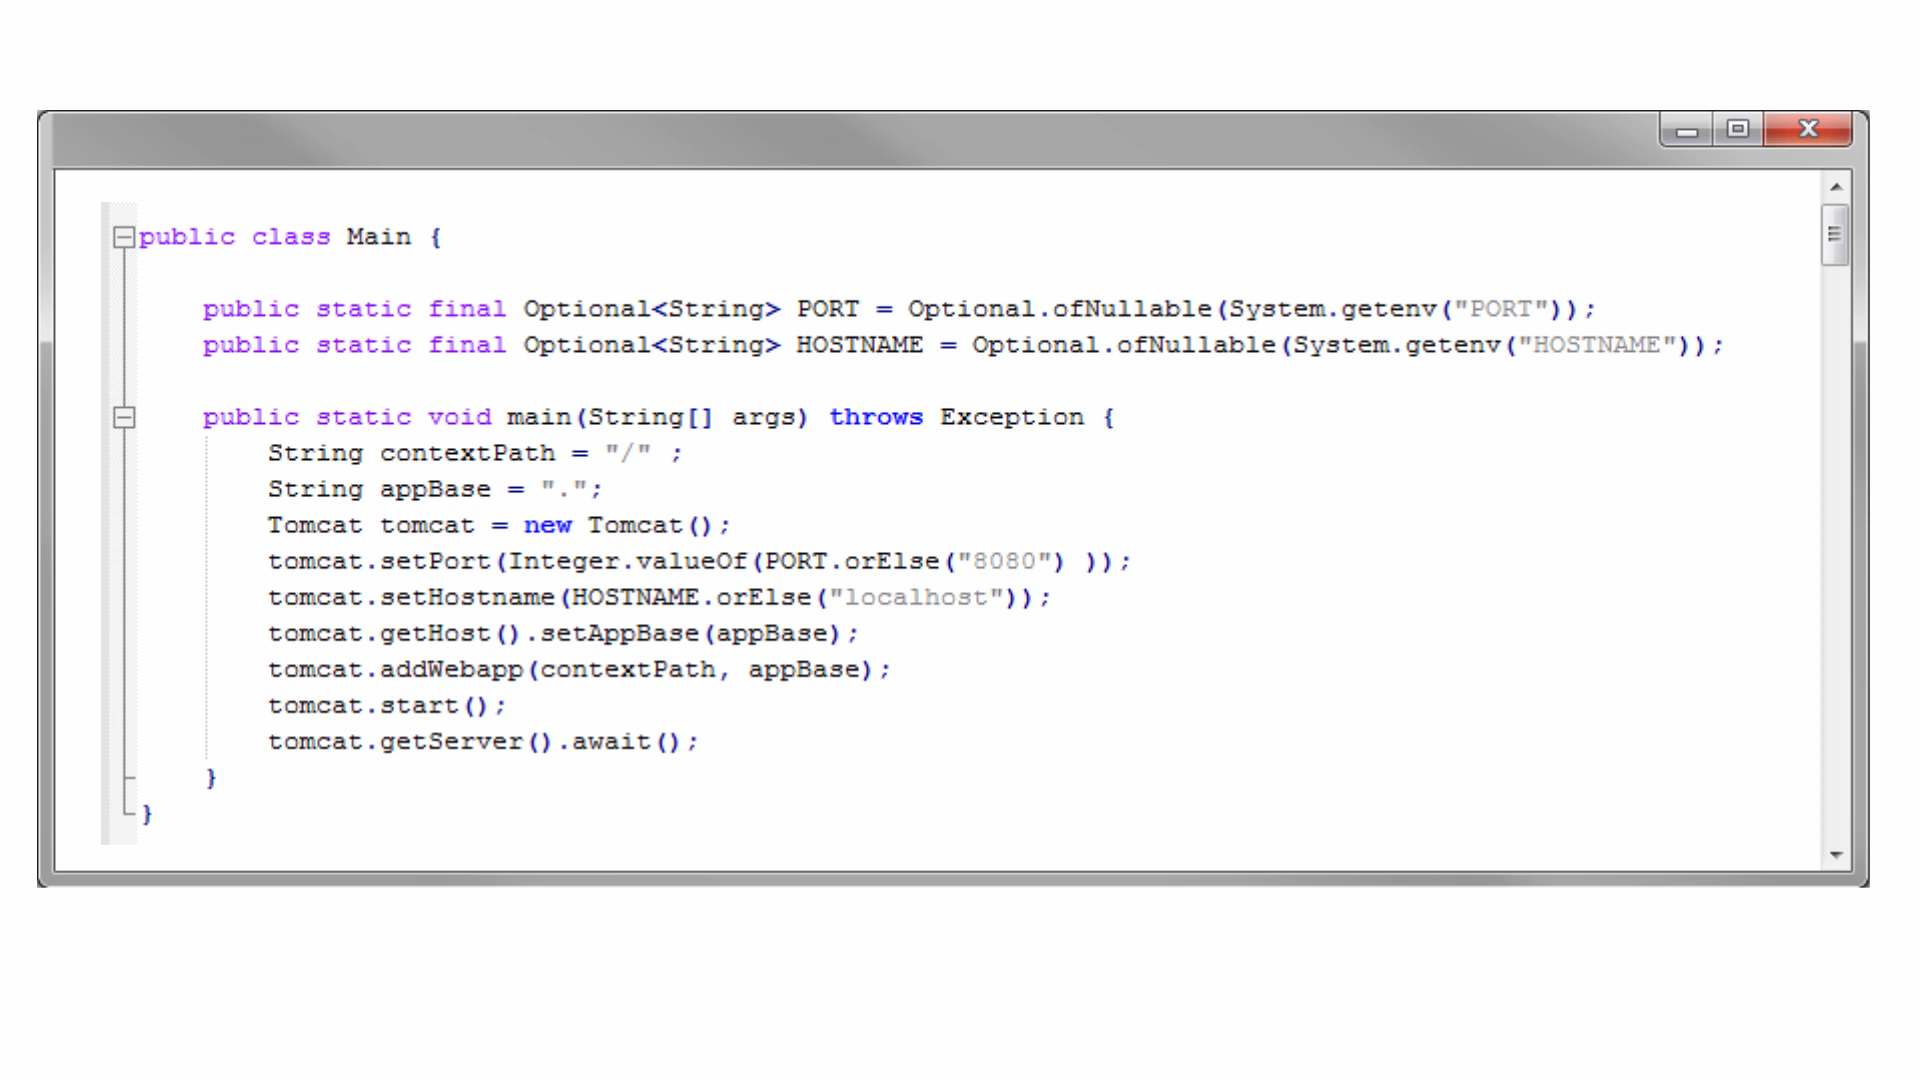 public class Main {
public static final Optional<String> PORT = Optional.ofNullable(System.getenv("PORT"));
public static final Optional<String> HOSTNAME = Optional.ofNullable(System.getenv("HOSTNAME"));
public static void main(String[] args) throws Exception {
String contextPath = "/" ;
String appBase = ".";
Tomcat tomcat = new Tomcat();
tomcat.setPort(Integer.valueOf(PORT.orElse("8080") ));
tomcat.setHostname(HOSTNAME.orElse("localhost"));
tomcat.getHost().setAppBase(appBase);
tomcat.addWebapp(contextPath, appBase);
tomcat.start();
tomcat.getServer().await();
}
}